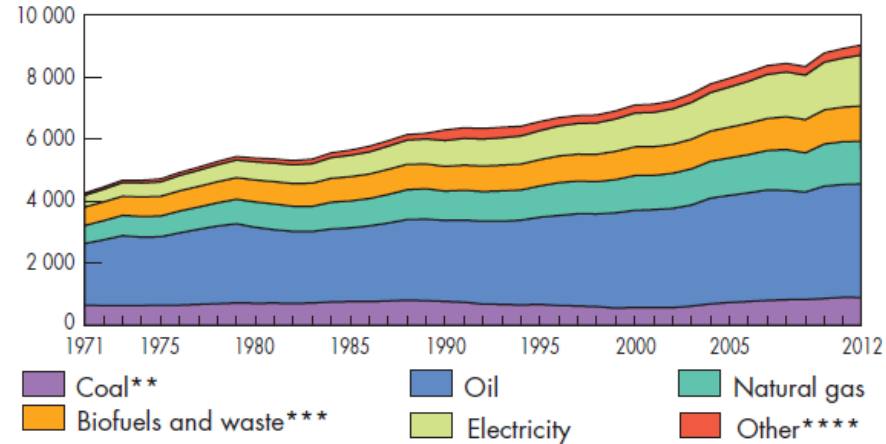 10 000
8 000
6 000
4 000
2 000
0
1971 1975 1980 1985 1990 1995 2000 2005 2012
Coal** Oil Natural gas
Biofuels and waste*** Electricity Other****